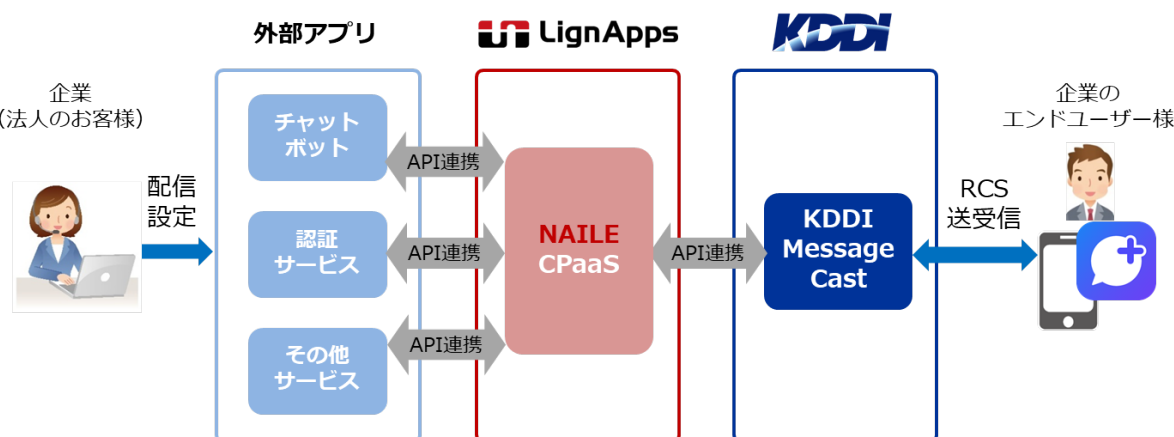 外部アプリ
LignApps
KDDI
企業
(法人のお客様)
配信
設定
チャット
ボット
認証
サービス
その他
サービス
API連携
API連携
API連携
NAILE
CPaaS
API連携
KDDI
Message
Cast
RCS
送受信
企業の
エンドユーザー様